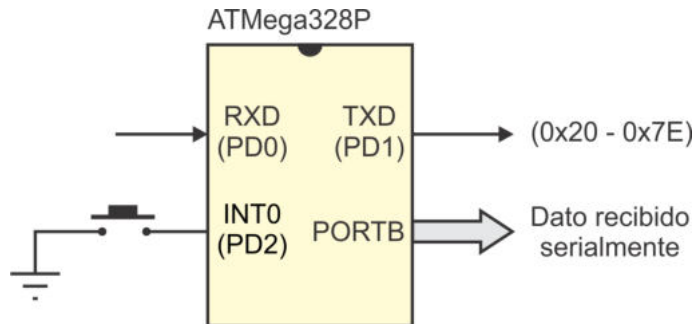 ATMega328P
RXD
(PD0)
TXD
(PD1)
(0x20 - 0x7E)
INT0
(PD2)
PORTB
Dato recibido
serialmente